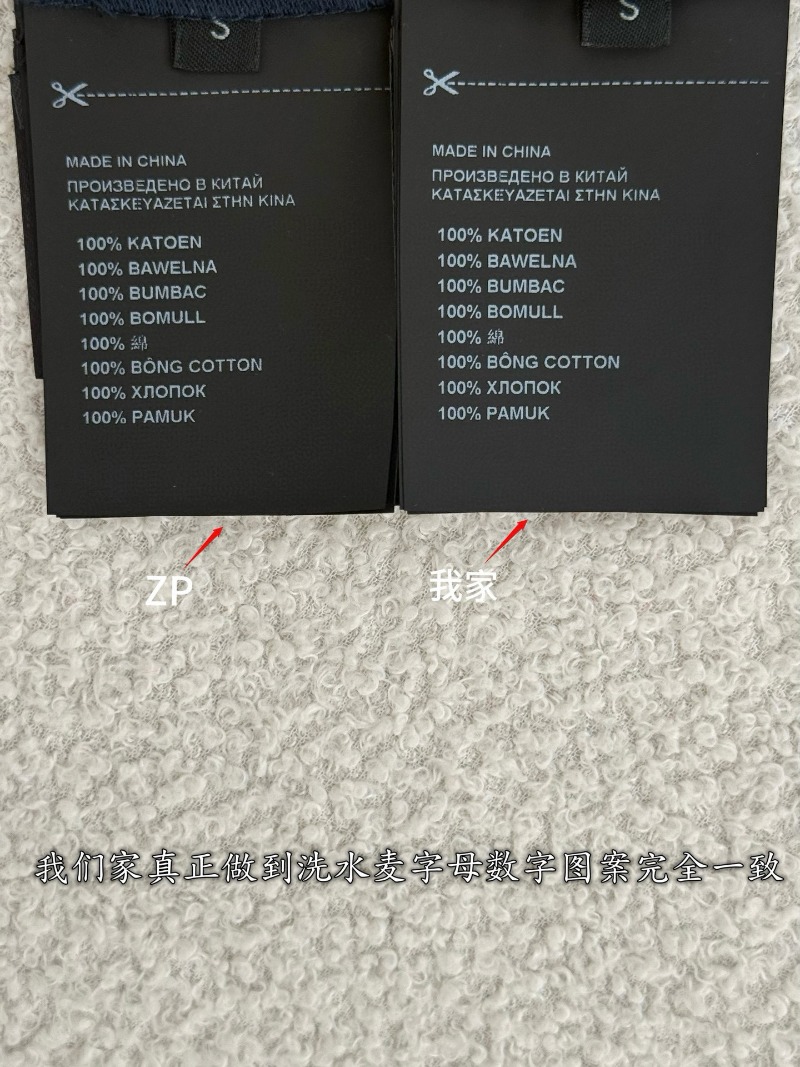 S
MADE IN CHINA
ПРОИЗВЕДЕНО В КИТАЙ
ΚΑΤΑΣΚΕΥΑΖΕΤΑΙ ΣΤΗΝ ΚΙΝΑ
100% KATOEN
100% BAWELNA
100% BUMBAC
100% BOMULL
100% 綿
100% BÔNG COTTON
100% ХЛОПОК
100% PAMUK
S
MADE IN CHINA
ПРОИЗВЕДЕНО В КИТАЙ
ΚΑΤΑΣΚΕΥΑΖΕΤΑΙ ΣΤΗΝ ΚΙΝΑ
100% KATOEN
100% BAWELNA
100% BUMBAC
100% BOMULL
100% 綿
100% BÔNG COTTON
100% ХЛОПОК
100% PAMUK
ZP
我家
我们家真正做到洗水麦字母数字图案完全一致